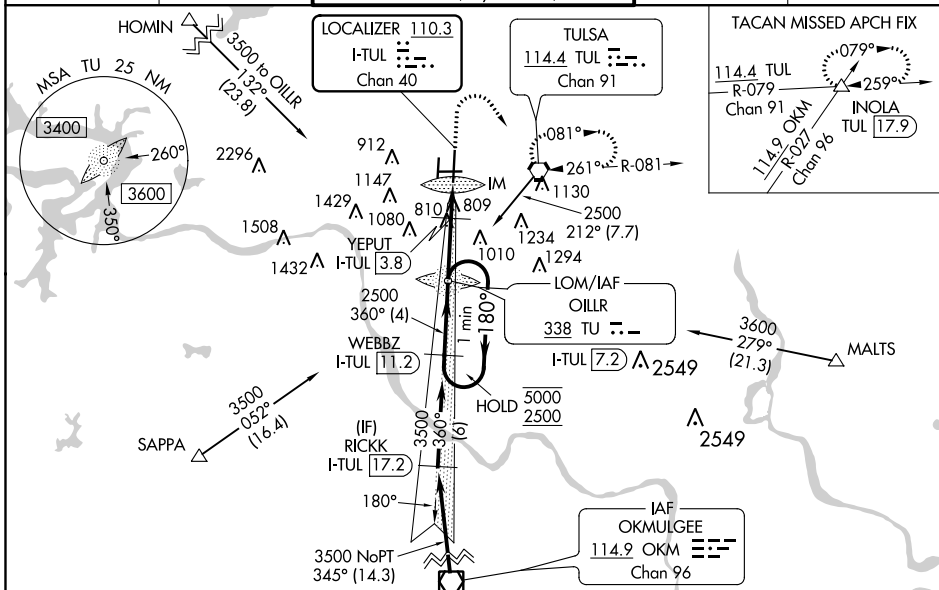 HOMIN
3500 to OILLR
132°
(23.8)
LOCALIZER 110.3
I-TUL
Chan 40
TULSA
114.4 TUL
Chan 91
TACAN MISSED APCH FIX
079°
259°
114.4 TUL
R-079
Chan 91
INOLA
TUL 17.9
114.9 OKM
R-027
Chan 96
MSA TU 25 NM
3400
260°
3600
350°
2296
912
1147
1429
1080
810
809
IM
081°
261°
R-081
1130
2500
212° (7.7)
1508
1432
YEPUT
I-TUL 3.8
1010
1234
1294
LOM/IAF
OILLR
338 TU
I-TUL 7.2
2549
2500
360° (4)
1 min
180°
WEBBZ
I-TUL 11.2
HOLD
5000
2500
3600
279°
(21.3)
MALTS
2549
3500
052°
(16.4)
SAPPA
(IF)
RICKK
I-TUL 17.2
3500
360°
(6)
180°
3500 NoPT
345° (14.3)
IAF
OKMULGEE
114.9 OKM
Chan 96